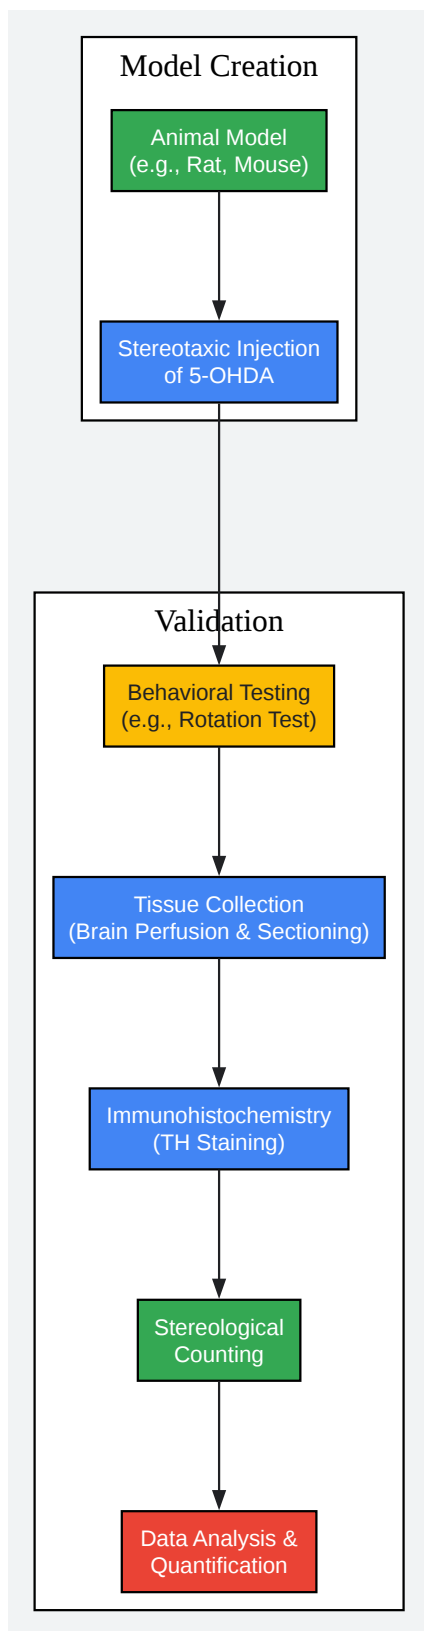 Model Creation
Animal Model
(e.g., Rat, Mouse)
Stereotaxic Injection
of 5-OHDA
Validation
Behavioral Testing
(e.g., Rotation Test)
Tissue Collection
(Brain Perfusion & Sectioning)
Immunohistochemistry
(TH Staining)
Stereological
Counting
Data Analysis &
Quantification